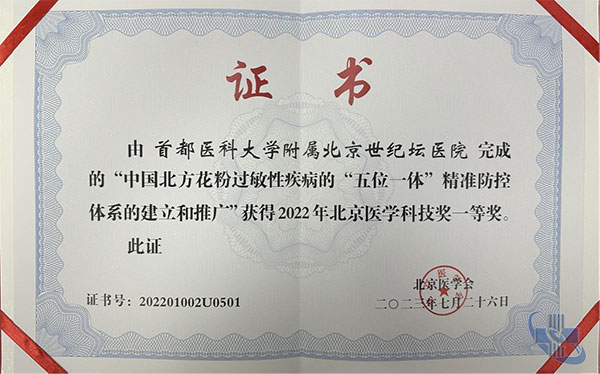 证书
由 首都医科大学附属北京世纪坛医院 完成
的“中国北方花粉过敏性疾病的“五位一体”精准防控
体系的建立和推广”获得2022年北京医学科技奖一等奖。
此证
北京医学会
证书号：202201002U0501
二〇二三年七月二十六日